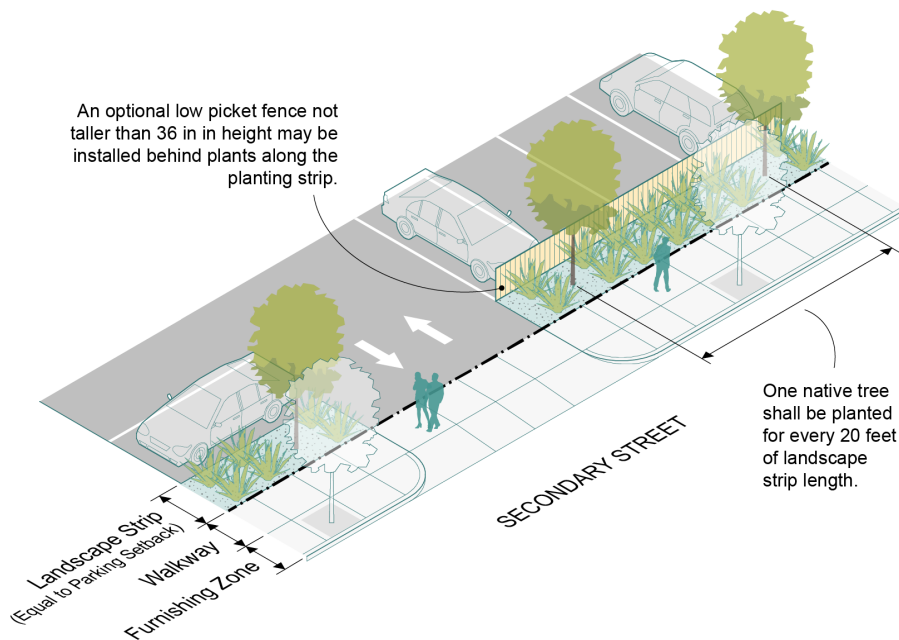 An optional low picket fence not
taller than 36 in in height may be
installed behind plants along the
planting strip.
One native tree
shall be planted
for every 20 feet
of landscape
strip length.
SECONDARY STREET
Landscape Strip
(Equal to Parking Setback)
Walkway
Furnishing Zone